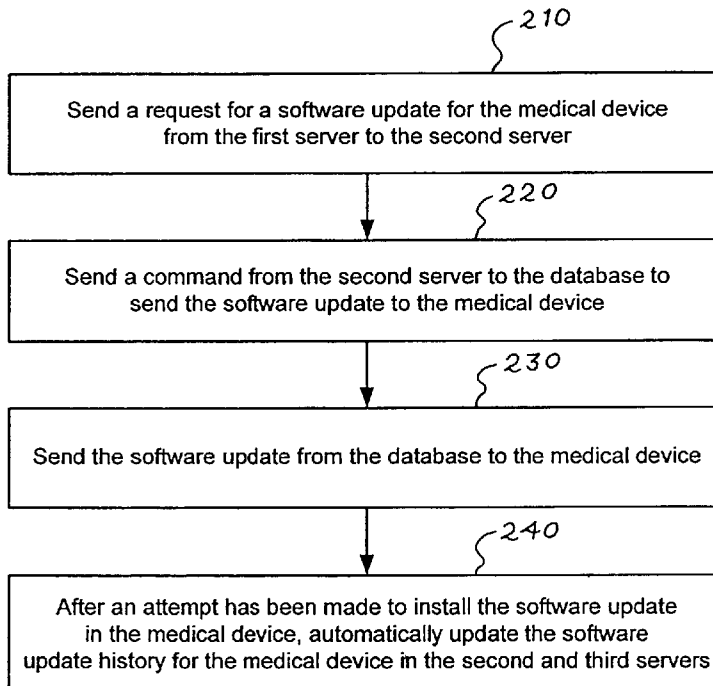 210
Send a request for a software update for the medical device
from the first server to the second server
220
Send a command from the second server to the database to
send the software update to the medical device
230
Send the software update from the database to the medical device
240
After an attempt has been made to install the software update
in the medical device, automatically update the software
update history for the medical device in the second and third servers